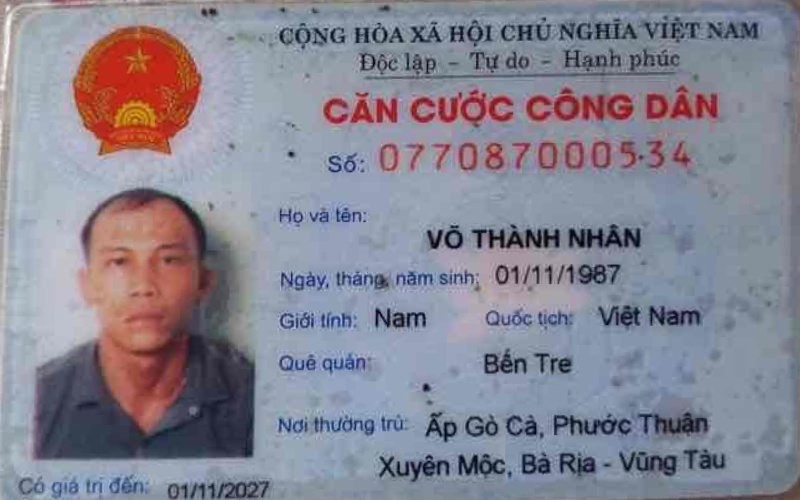 CỘNG HÒA XÃ HỘI CHỦ NGHĨA VIỆT NAM
Độc lập - Tự do - Hạnh phúc
CĂN CƯỚC CÔNG DÂN
Số: 077087000534
Họ và tên:
VÕ THÀNH NHÂN
Ngày, tháng, năm sinh: 01/11/1987
Giới tính: Nam Quốc tịch: Việt Nam
Quê quán: Bến Tre
Nơi thường trú: Ấp Gò Cà, Phước Thuận
Xuyên Mộc, Bà Rịa - Vũng Tàu
Có giá trị đến: 01/11/2027